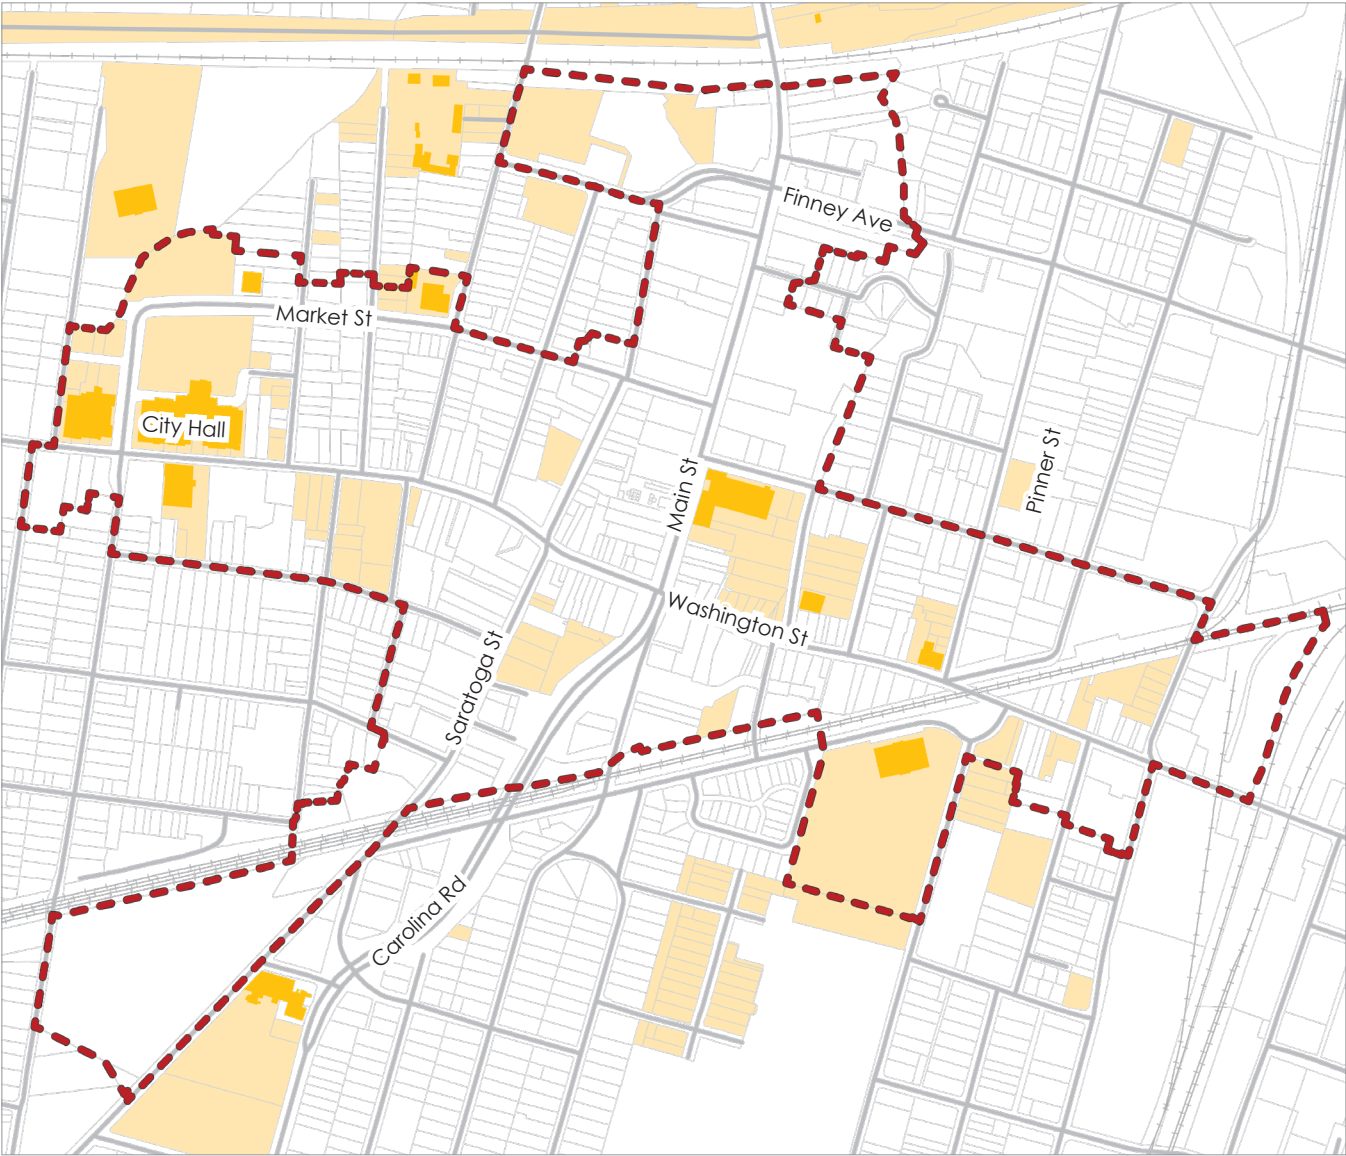 Finney Ave
Market St
City Hall
Main St
Pinner St
Washington St
Saratoga St
Carolina Rd